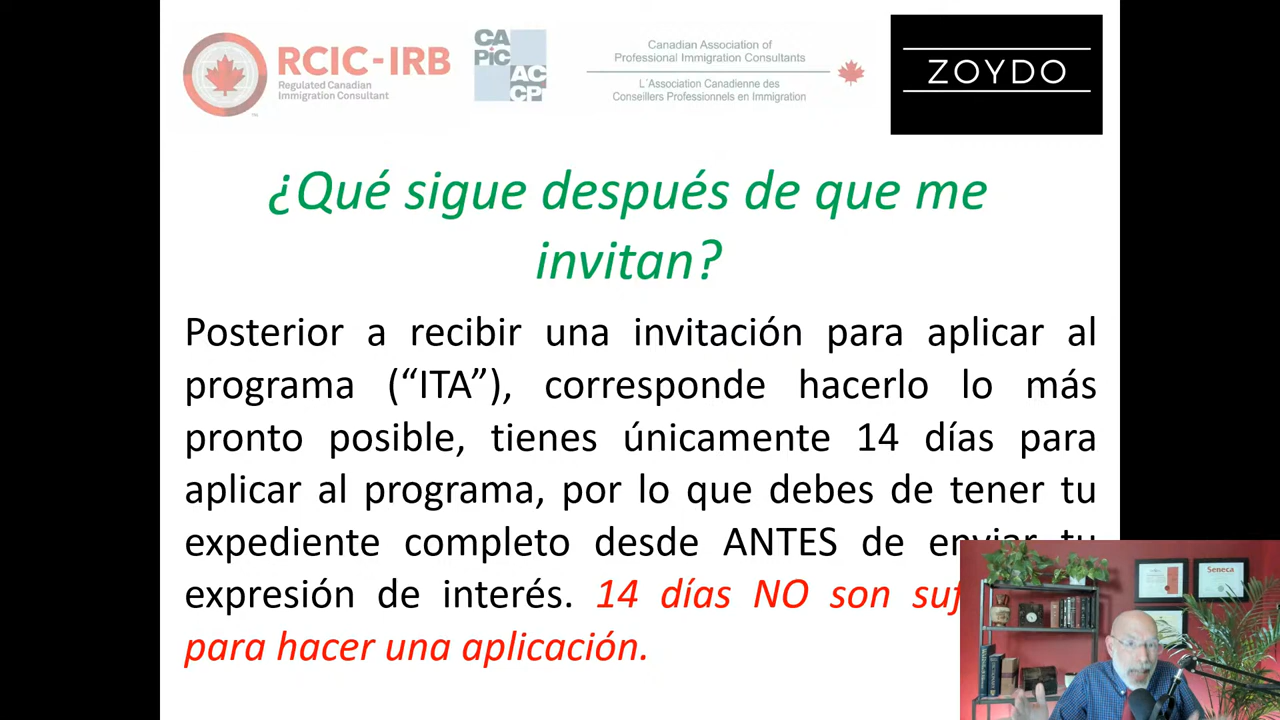 RCIC-IRB
Regulated Canadian
Immigration Consultant
CA
PiC
AC
CP
Canadian Association of
Professional Immigration Consultants
L´Association Canadienne des
Conseillers Professionnels en Immigration
ZOYDO
¿Qué sigue después de que me
invitan?
Posterior a recibir una invitación para aplicar al
programa (“ITA”), corresponde hacerlo lo más
pronto posible, tienes únicamente 14 días para
aplicar al programa, por lo que debes de tener tu
expediente completo desde ANTES de enviar tu
expresión de interés. 14 días NO son
para hacer una aplicación.
Seneca